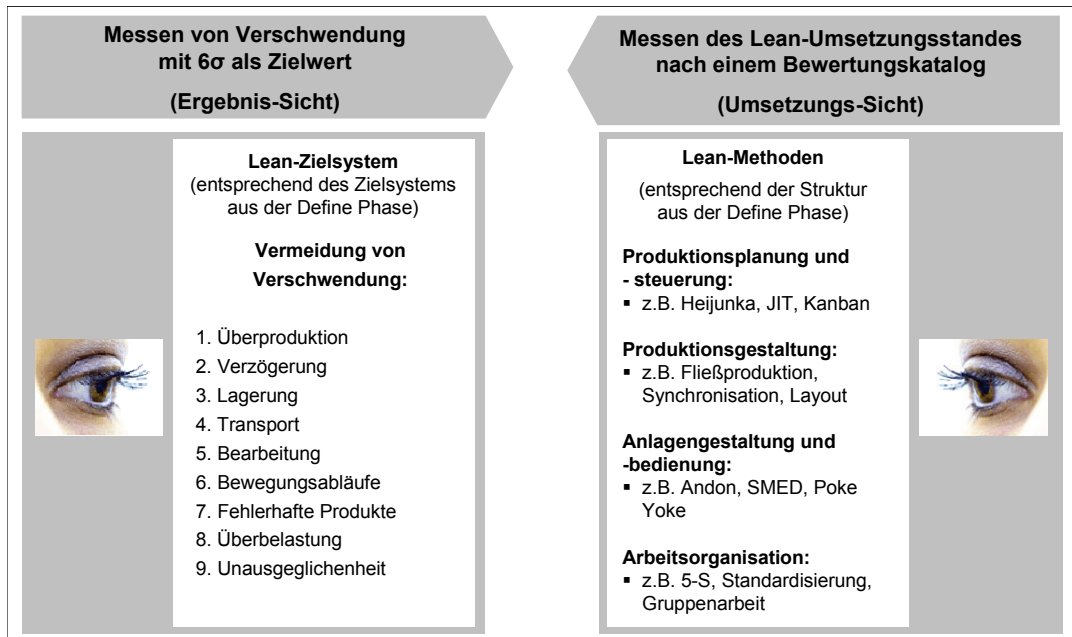 Messen von Verschwendung
mit 6σ als Zielwert
(Ergebnis-Sicht)
Lean-Zielsystem
(entsprechend des Zielsystems
aus der Define Phase)
Vermeidung von
Verschwendung:
1. Überproduktion
2. Verzögerung
3. Lagerung
4. Transport
5. Bearbeitung
6. Bewegungsabläufe
7. Fehlerhafte Produkte
8. Überbelastung
9. Unausgeglichenheit
Messen des Lean-Umsetzungsstandes
nach einem Bewertungskatalog
(Umsetzungs-Sicht)
Lean-Methoden
(entsprechend der Struktur
aus der Define Phase)
Produktionsplanung und
- steuerung:
▪ z.B. Heijunka, JIT, Kanban
Produktionsgestaltung:
▪ z.B. Fließproduktion,
Synchronisation, Layout
Anlagengestaltung und
-bedienung:
▪ z.B. Andon, SMED, Poke
Yoke
Arbeitsorganisation:
▪ z.B. 5-S, Standardisierung,
Gruppenarbeit